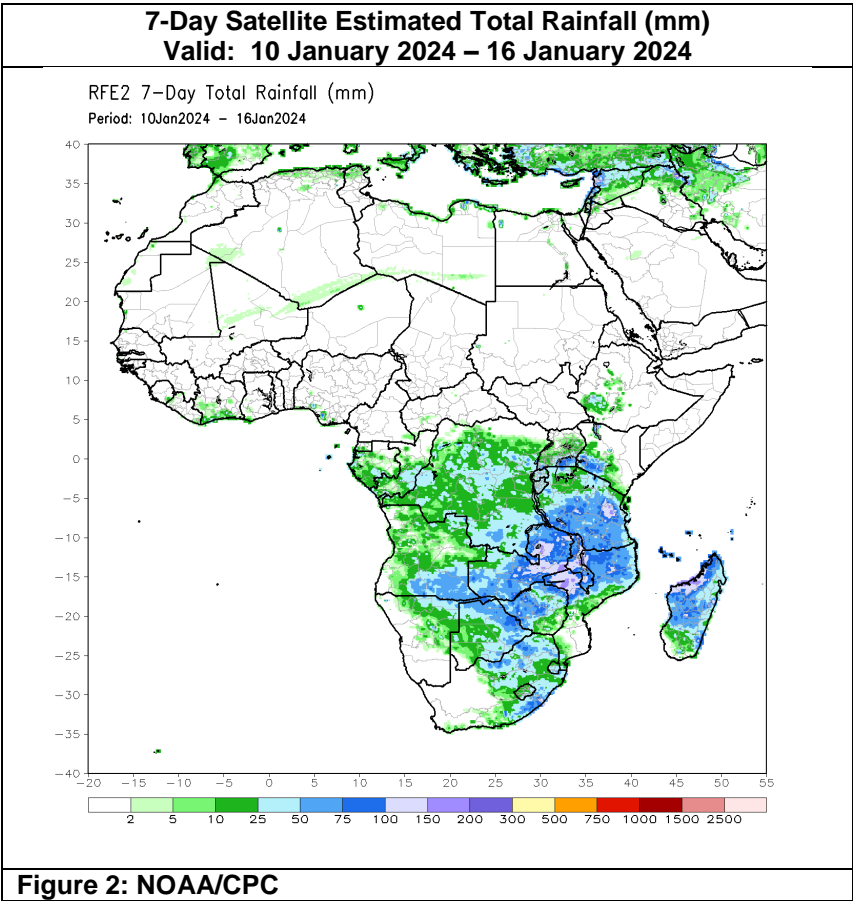 7-Day Satellite Estimated Total Rainfall (mm)
Valid: 10 January 2024 – 16 January 2024
RFE2 7-Day Total Rainfall (mm)
Period: 10Jan2024 - 16Jan2024
40
35
30
25
20
15
10
5
0
-5
-10
-15
-20
-25
-30
-35
-40
-20 -15 -10 -5 0 5 10 15 20 25 30 35 40 45 50 55
2 5 10 25 50 75 100 150 200 300 500 750 1000 1500 2500
Figure 2: NOAA/CPC